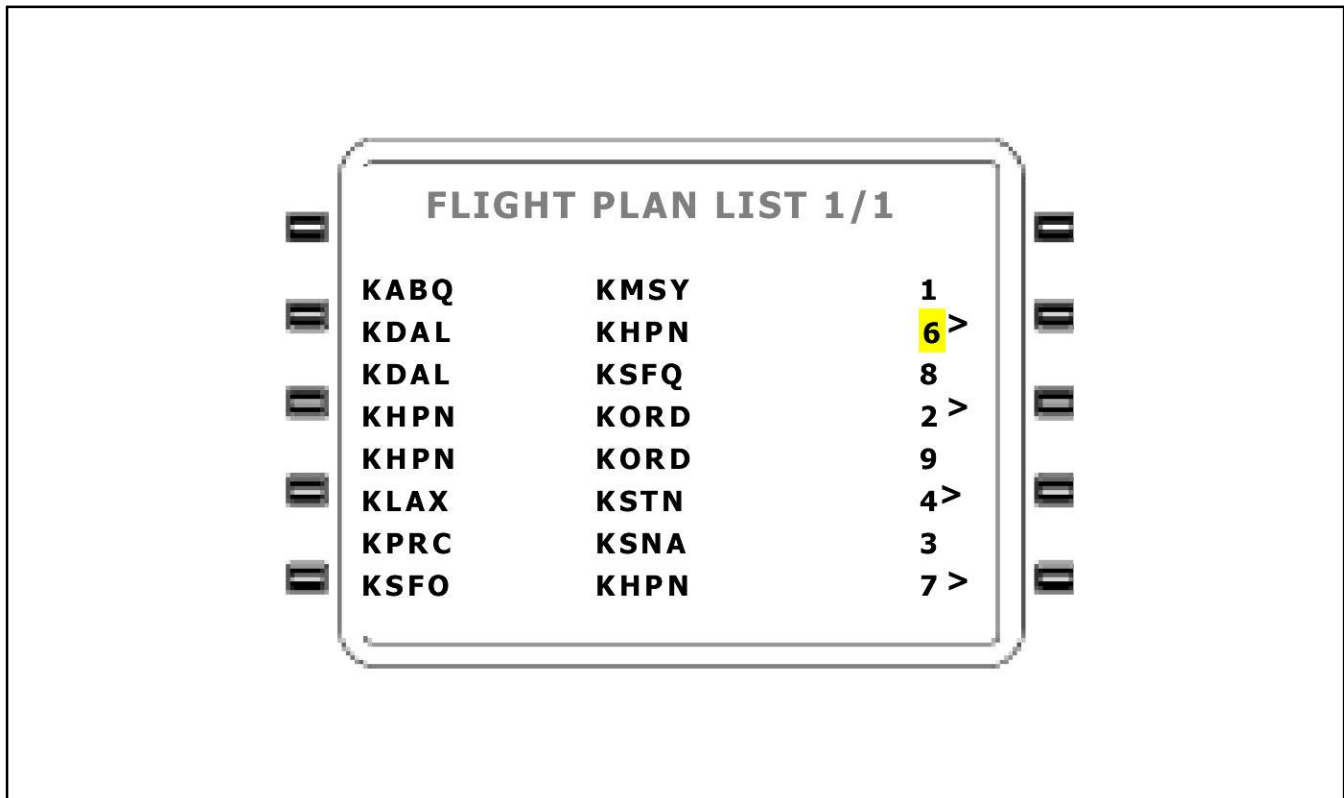 FLIGHT PLAN LIST 1/1
KABQ KMSY 1
KDAL KHPN 6 >
KDAL KSFQ 8
KHPN KORD 2 >
KHPN KORD 9
KLAX KSTN 4 >
KPRC KSNA 3
KSFO KHPN 7 >